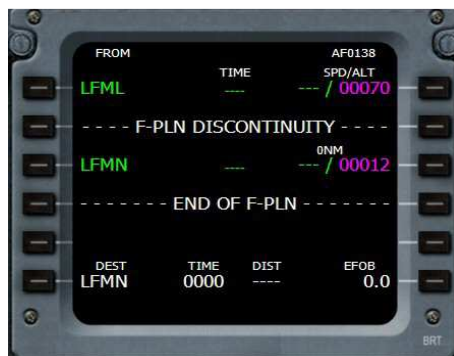 FROM AF0138
TIME SPD/ALT
LFML ---- --- / 00070
- - - - F-PLN DISCONTINUITY - - - -
0NM
LFMN ---- --- / 00012
- - - - - - - END OF F-PLN - - - - - - -
DEST TIME DIST EFOB
LFMN 0000 ---- 0.0
BRT